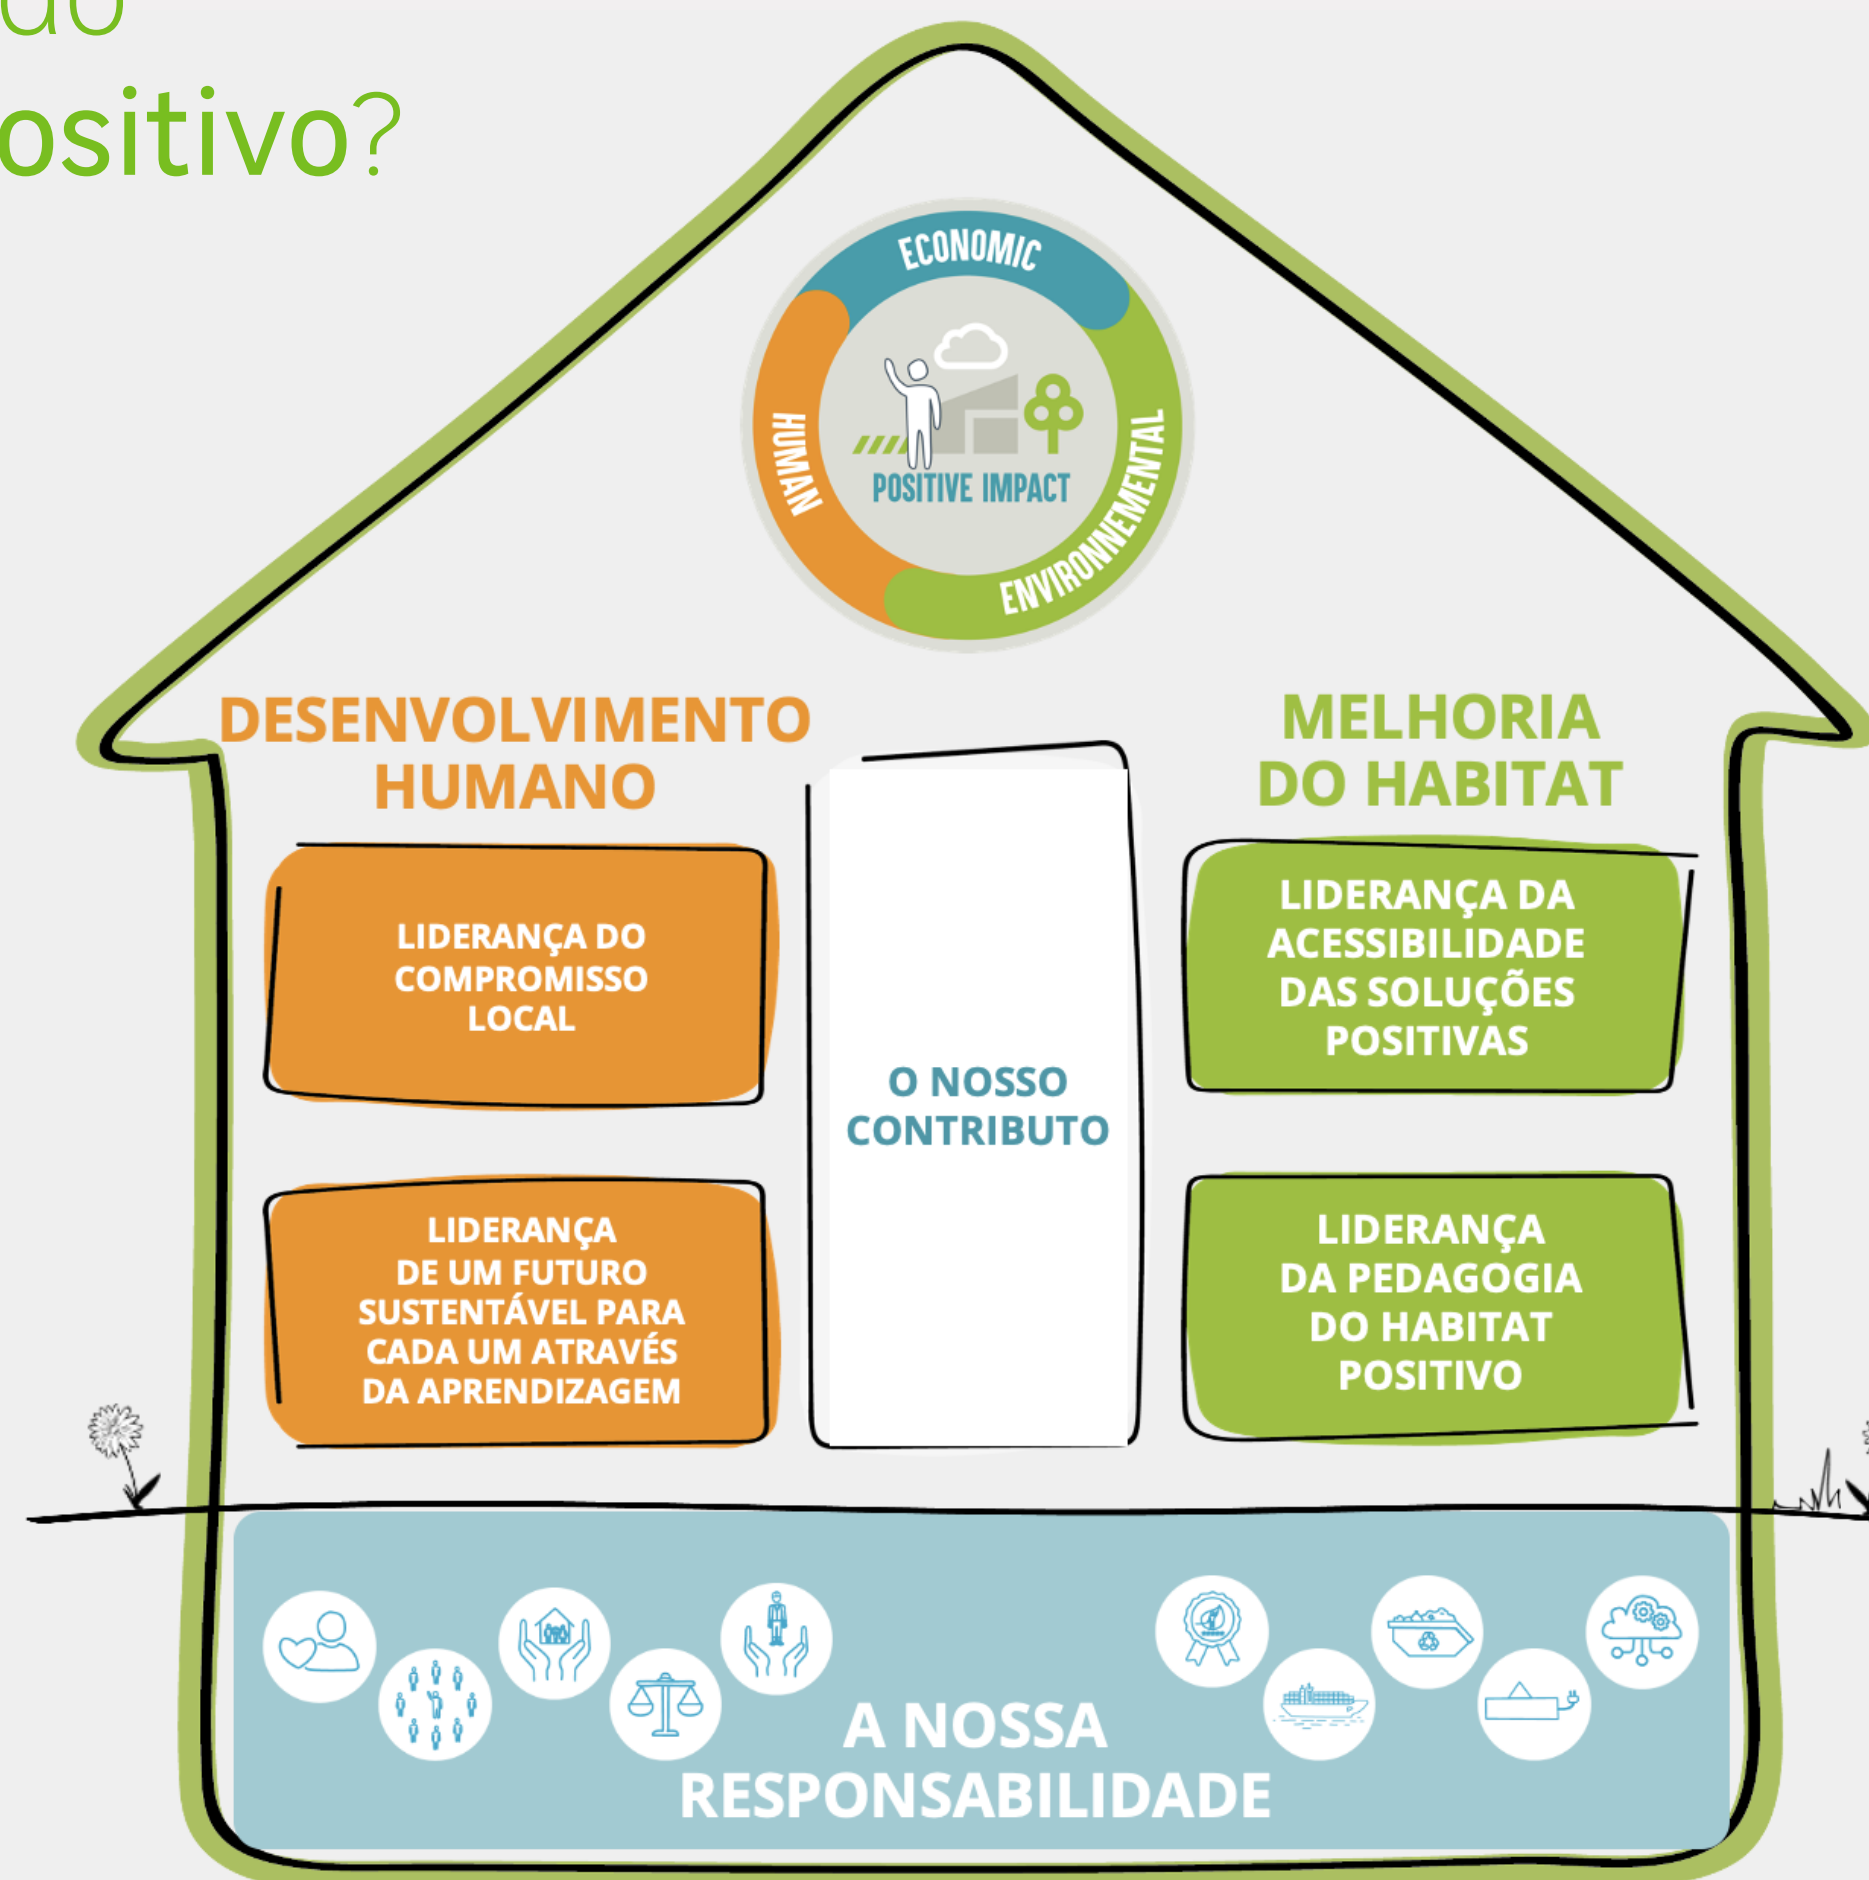 do
ositivo?
ECONOMIC
HUMAN
ENVIRONNEMENTAL
POSITIVE IMPACT
DESENVOLVIMENTO
HUMANO
LIDERANÇA DO
COMPROMISSO
LOCAL
LIDERANÇA
DE UM FUTURO
SUSTENTÁVEL PARA
CADA UM ATRAVÉS
DA APRENDIZAGEM
O NOSSO
CONTRIBUTO
MELHORIA
DO HABITAT
LIDERANÇA DA
ACESSIBILIDADE
DAS SOLUÇÕES
POSITIVAS
LIDERANÇA
DA PEDAGOGIA
DO HABITAT
POSITIVO
A NOSSA
RESPONSABILIDADE